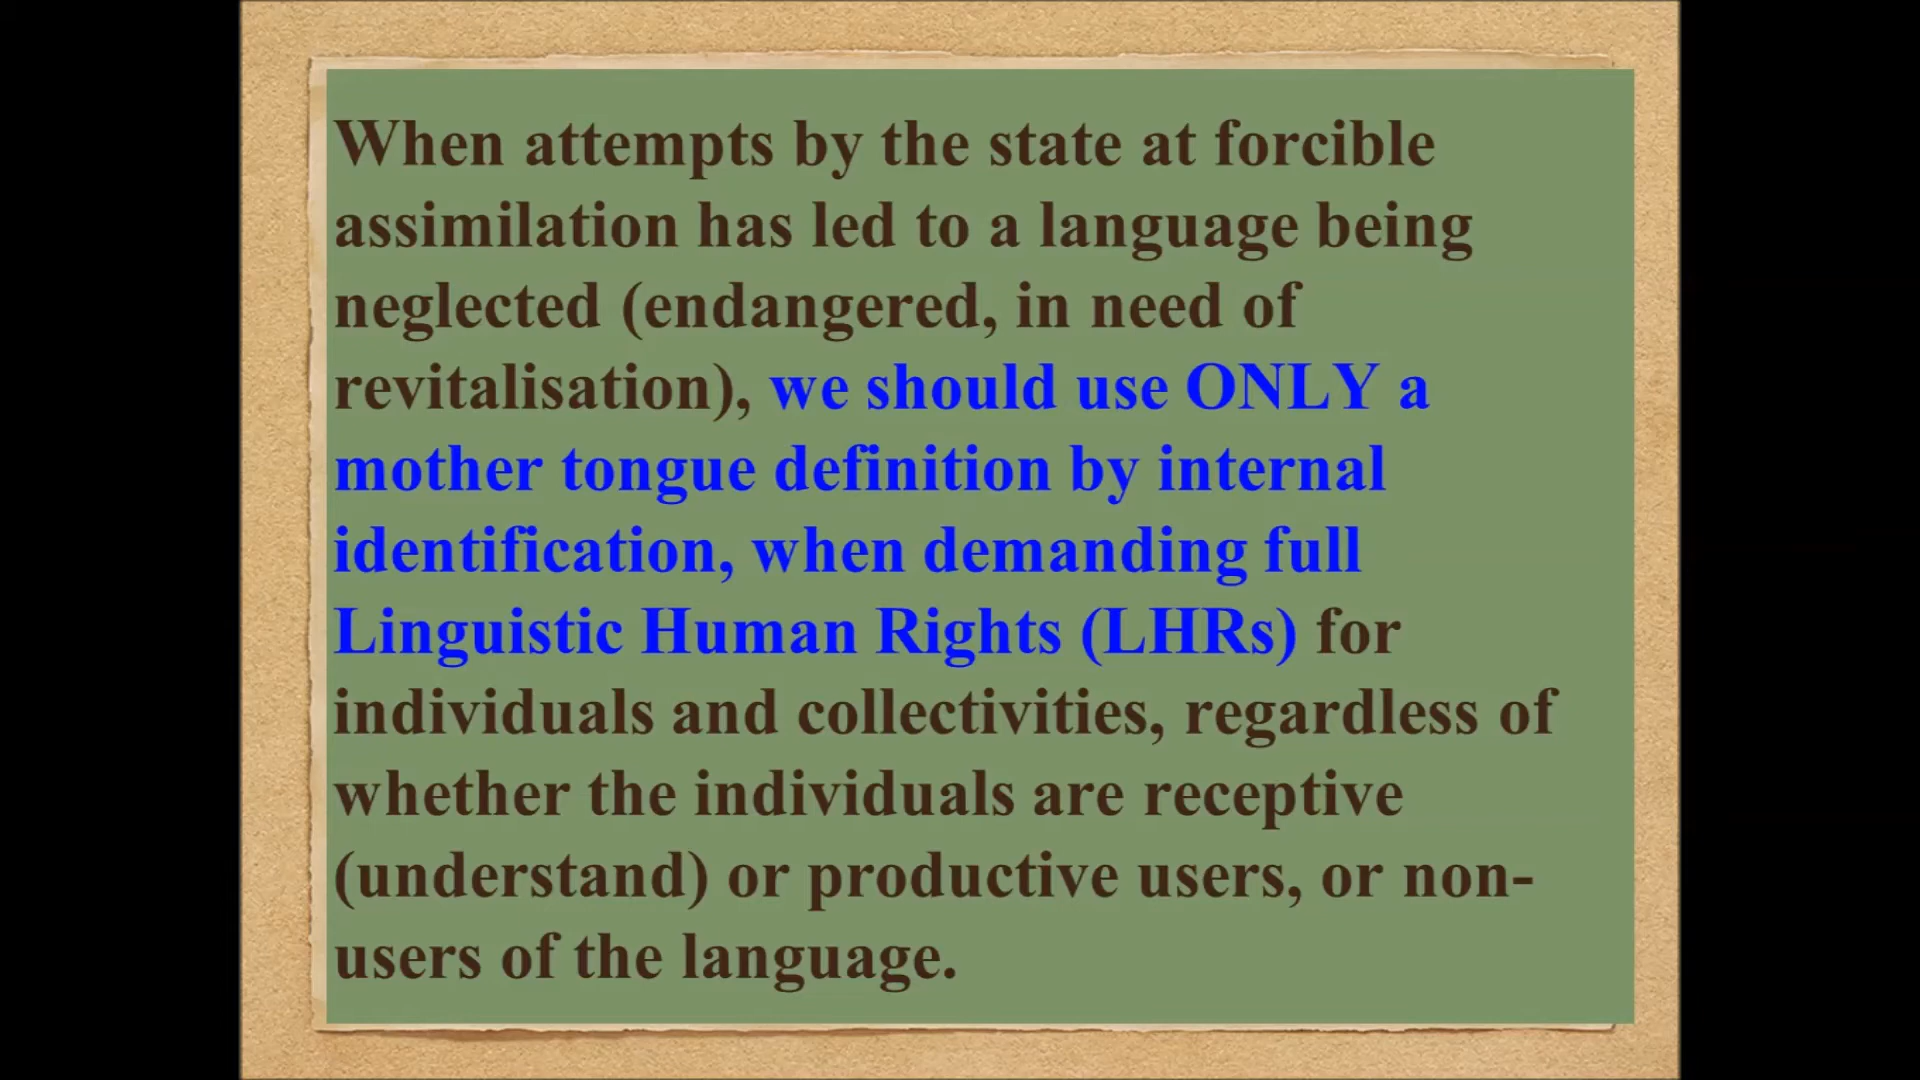 When attempts by the state at forcible
assimilation has led to a language being
neglected (endangered, in need of
revitalisation), we should use ONLY a
mother tongue definition by internal
identification, when demanding full
Linguistic Human Rights (LHRs) for
individuals and collectivities, regardless of
whether the individuals are receptive
(understand) or productive users, or non-
users of the language.